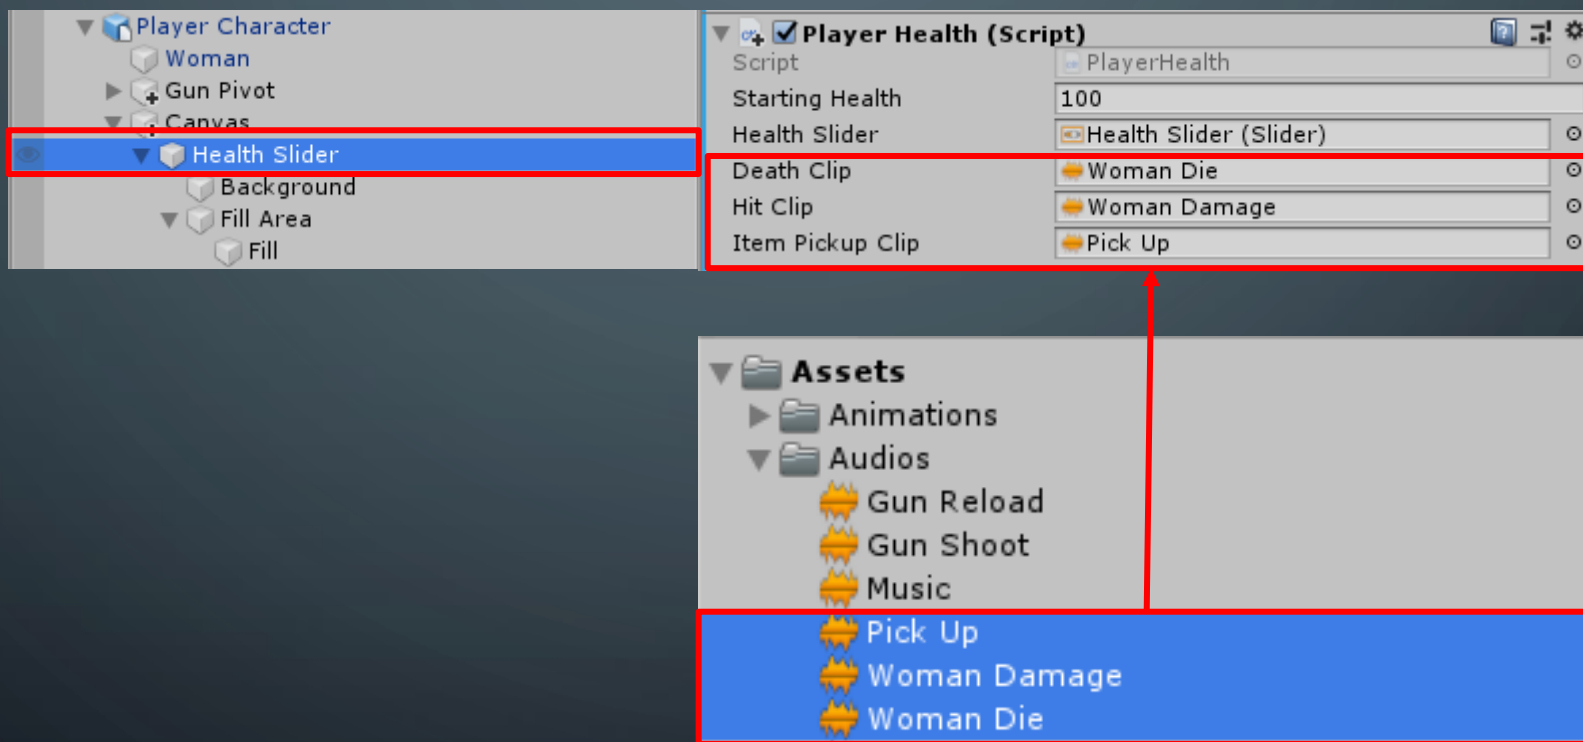 Player Character
Woman
Gun Pivot
Canvas
Health Slider
Background
Fill Area
Fill
Player Health (Script)
Script PlayerHealth
Starting Health 100
Health Slider Health Slider (Slider)
Death Clip Woman Die
Hit Clip Woman Damage
Item Pickup Clip Pick Up
Assets
Animations
Audios
Gun Reload
Gun Shoot
Music
Pick Up
Woman Damage
Woman Die